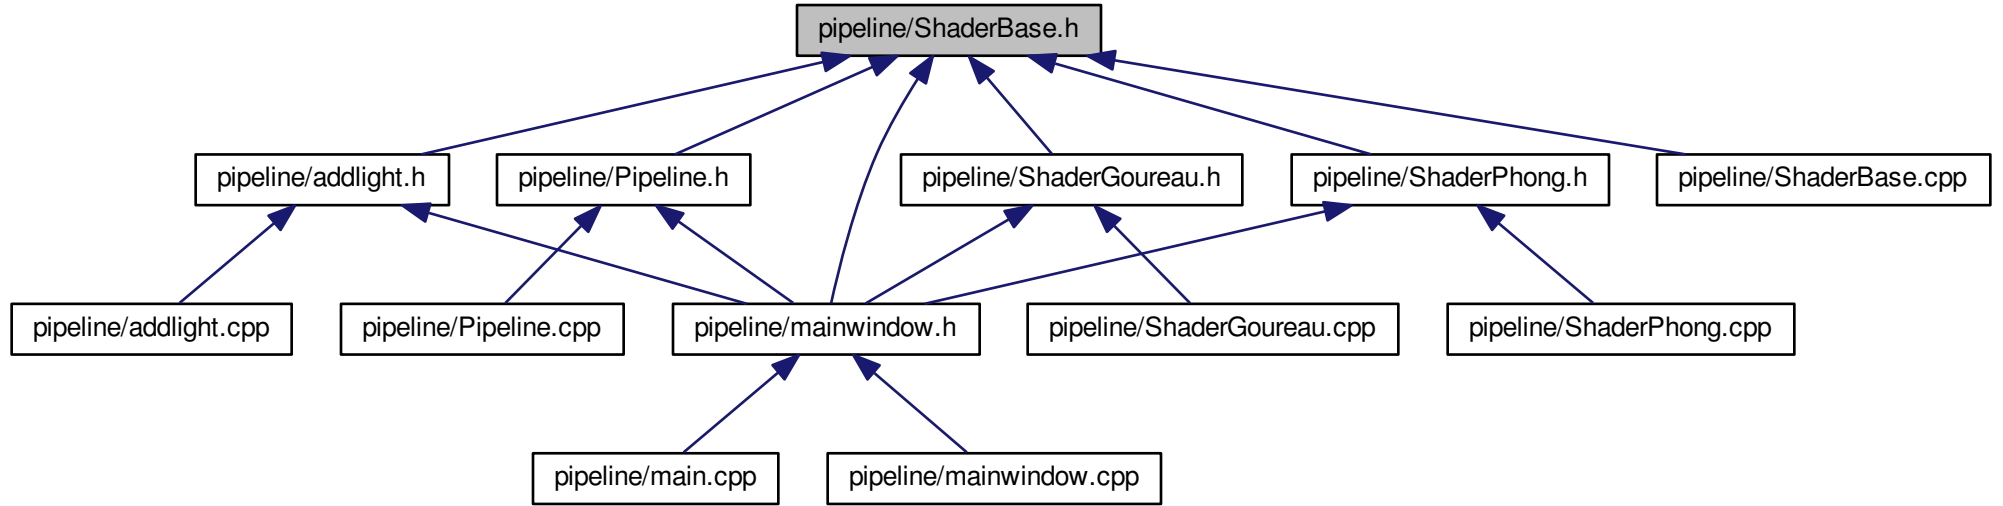 pipeline/ShaderBase.h
pipeline/addlight.h
pipeline/Pipeline.h
pipeline/ShaderGoureau.h
pipeline/ShaderPhong.h
pipeline/ShaderBase.cpp
pipeline/addlight.cpp
pipeline/Pipeline.cpp
pipeline/mainwindow.h
pipeline/ShaderGoureau.cpp
pipeline/ShaderPhong.cpp
pipeline/main.cpp
pipeline/mainwindow.cpp